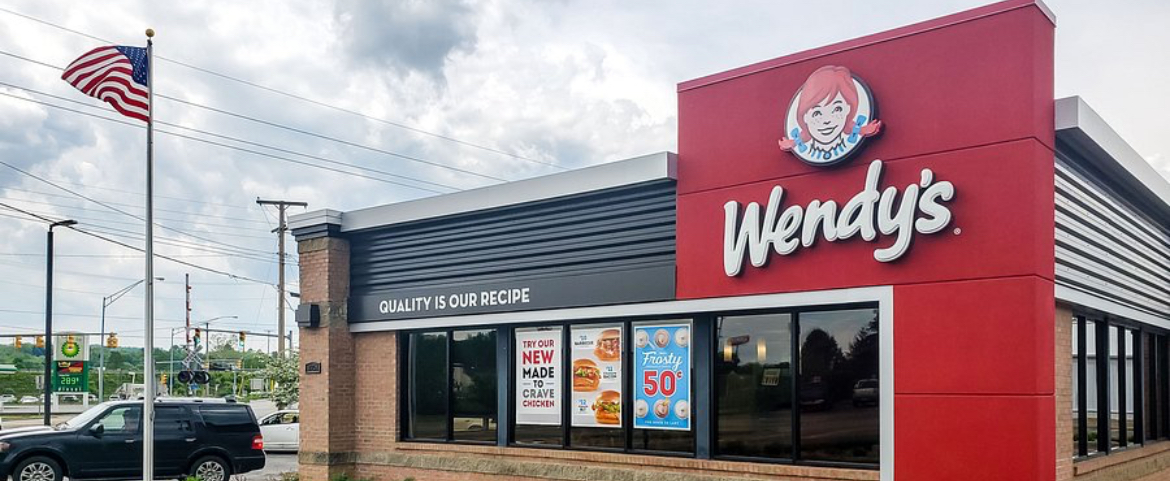 Wendy's
QUALITY IS OUR RECIPE
TRY OUR
NEW
MADE
TO
CRAVE
CHICKEN
Frosty
50¢